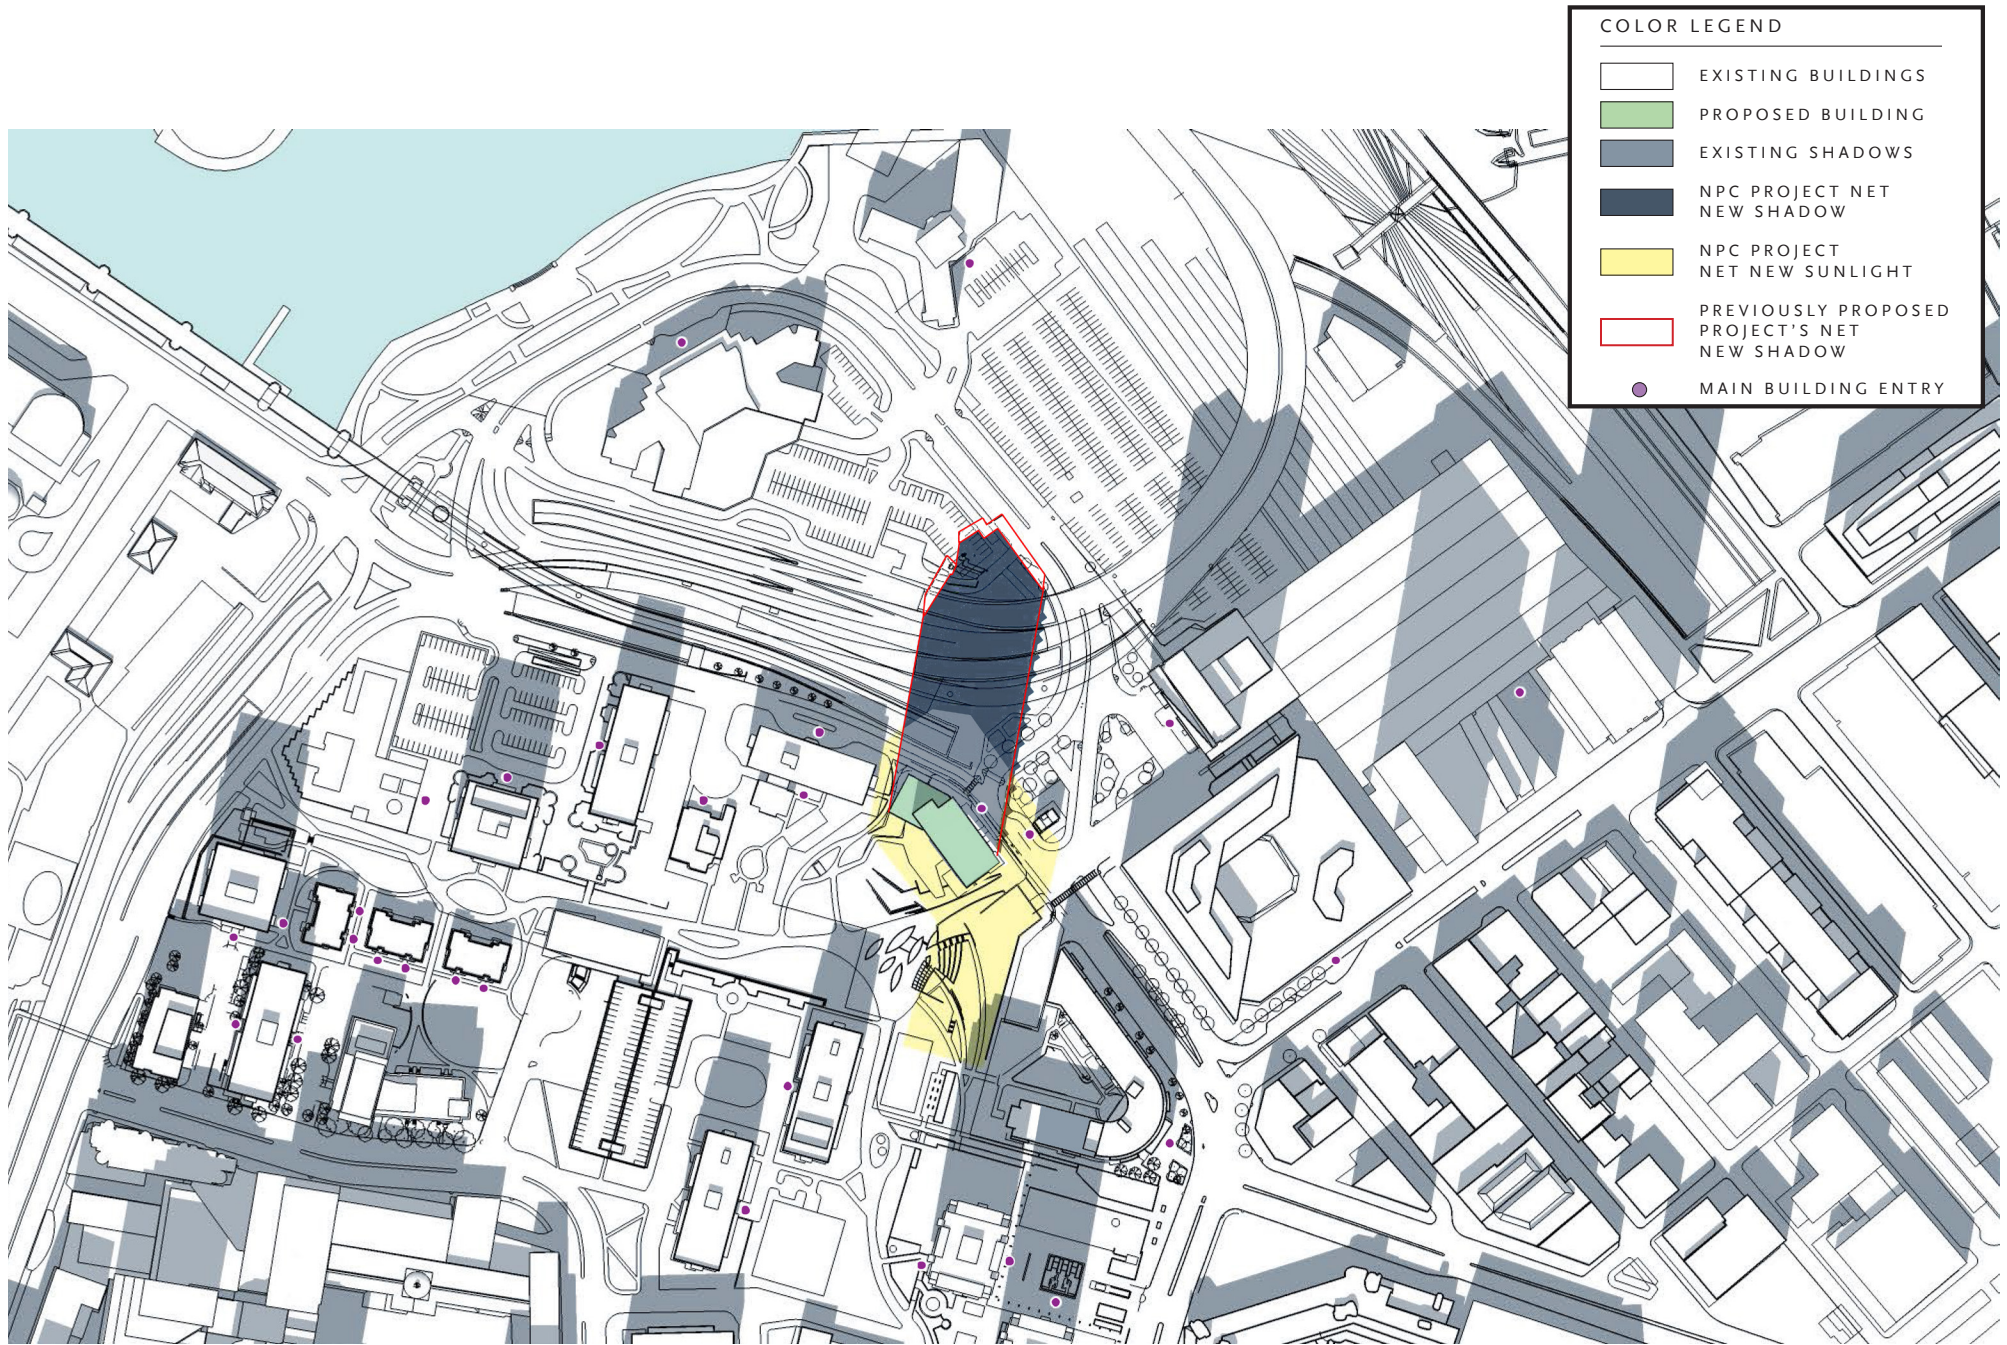 COLOR LEGEND
EXISTING BUILDINGS
PROPOSED BUILDING
EXISTING SHADOWS
NPC PROJECT NET
NEW SHADOW
NPC PROJECT
NET NEW SUNLIGHT
PREVIOUSLY PROPOSED
PROJECT'S NET
NEW SHADOW
MAIN BUILDING ENTRY